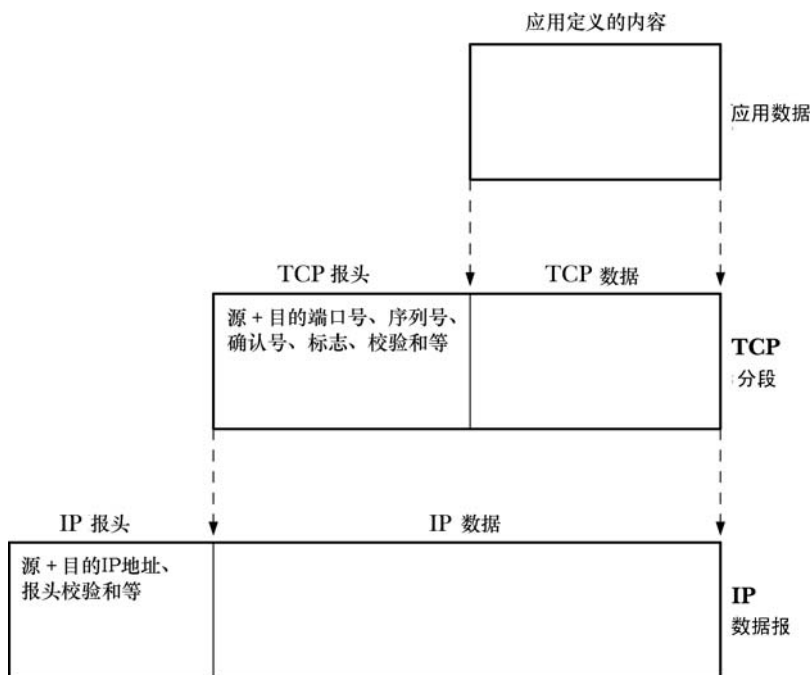 应用定义的内容
应用数据
TCP 报头
TCP 数据
源 + 目的端口号、序列号、
确认号、标志、校验和等
TCP
分段
IP 报头
IP 数据
源 + 目的IP地址、
报头校验和等
IP
数据报